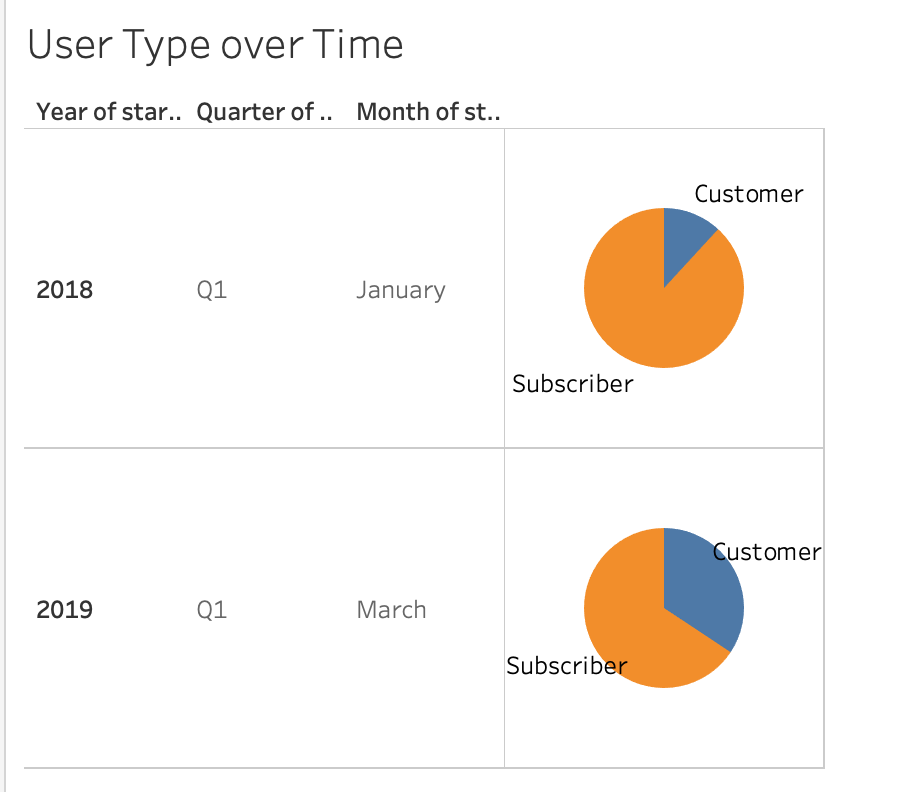 User Type over Time
Year of star.. Quarter of .. Month of st..
Customer
2018 Q1 January
Subscriber
Customer
2019 Q1 March
Subscriber